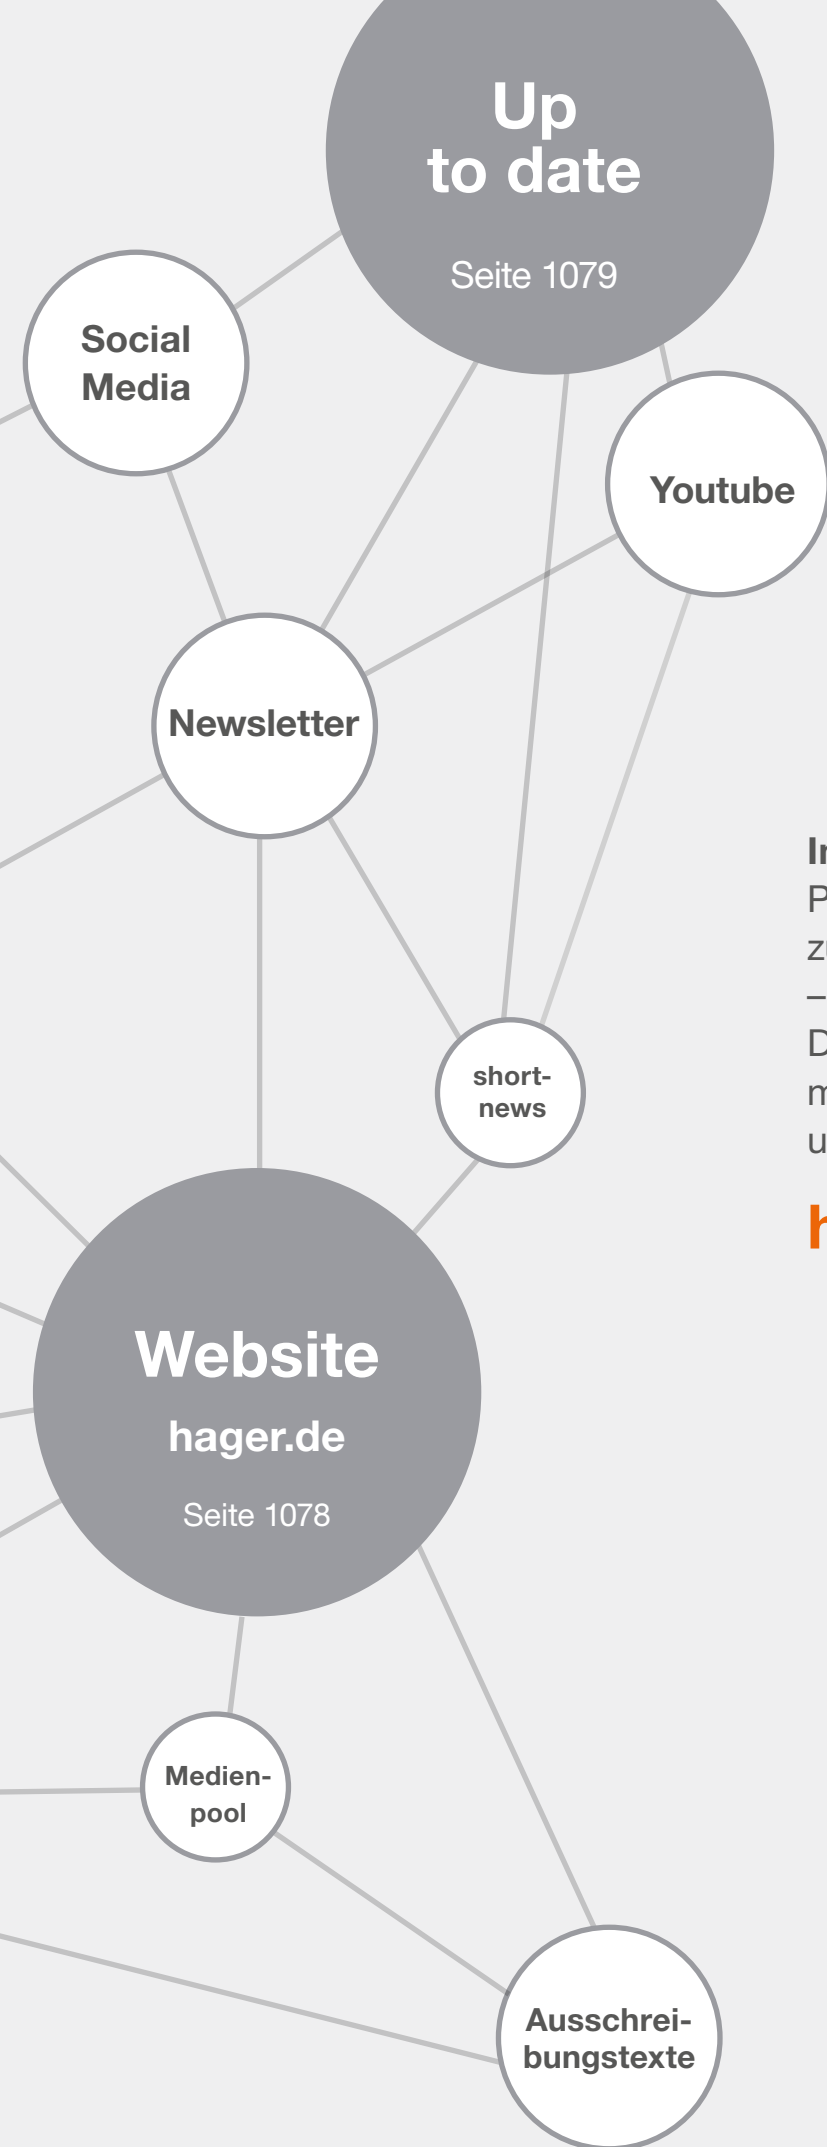 Up
to date
Seite 1079
Social
Media
Youtube
Newsletter
short-
news
Website
hager.de
Seite 1078
Medien-
pool
Ausschrei-
bungstexte